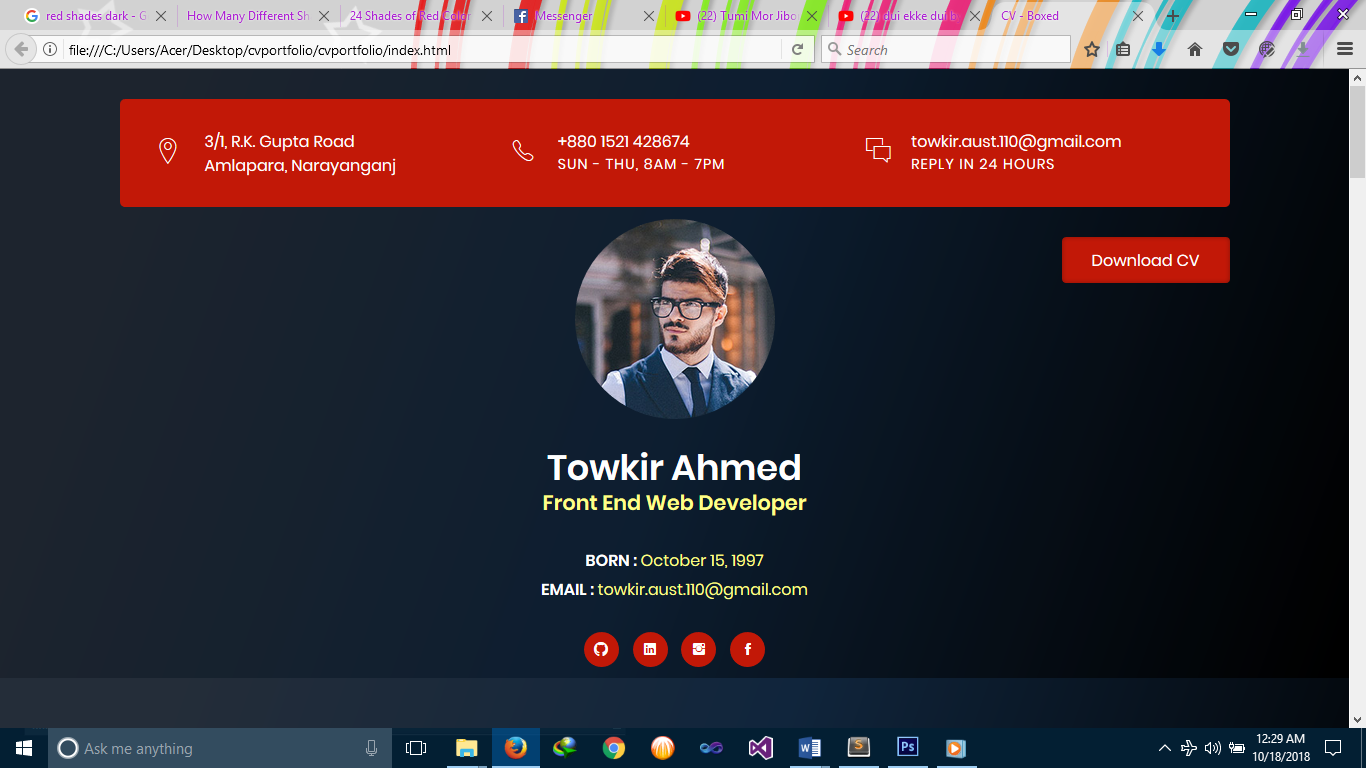 red shades dark - G
How Many Different Sh
24 Shades of Red Color
Messenger
(22) Tumi Mor Jibo
(22) dui ekke dui b
CV - Boxed
file:///C:/Users/Acer/Desktop/cvportfolio/cvportfolio/index.html
Search
3/1, R.K. Gupta Road
Amlapara, Narayanganj
+880 1521 428674
SUN - THU, 8AM - 7PM
towkir.aust.110@gmail.com
REPLY IN 24 HOURS
Download CV
Towkir Ahmed
Front End Web Developer
BORN : October 15, 1997
EMAIL : towkir.aust.110@gmail.com
Ask me anything
12:29 AM
10/18/2018